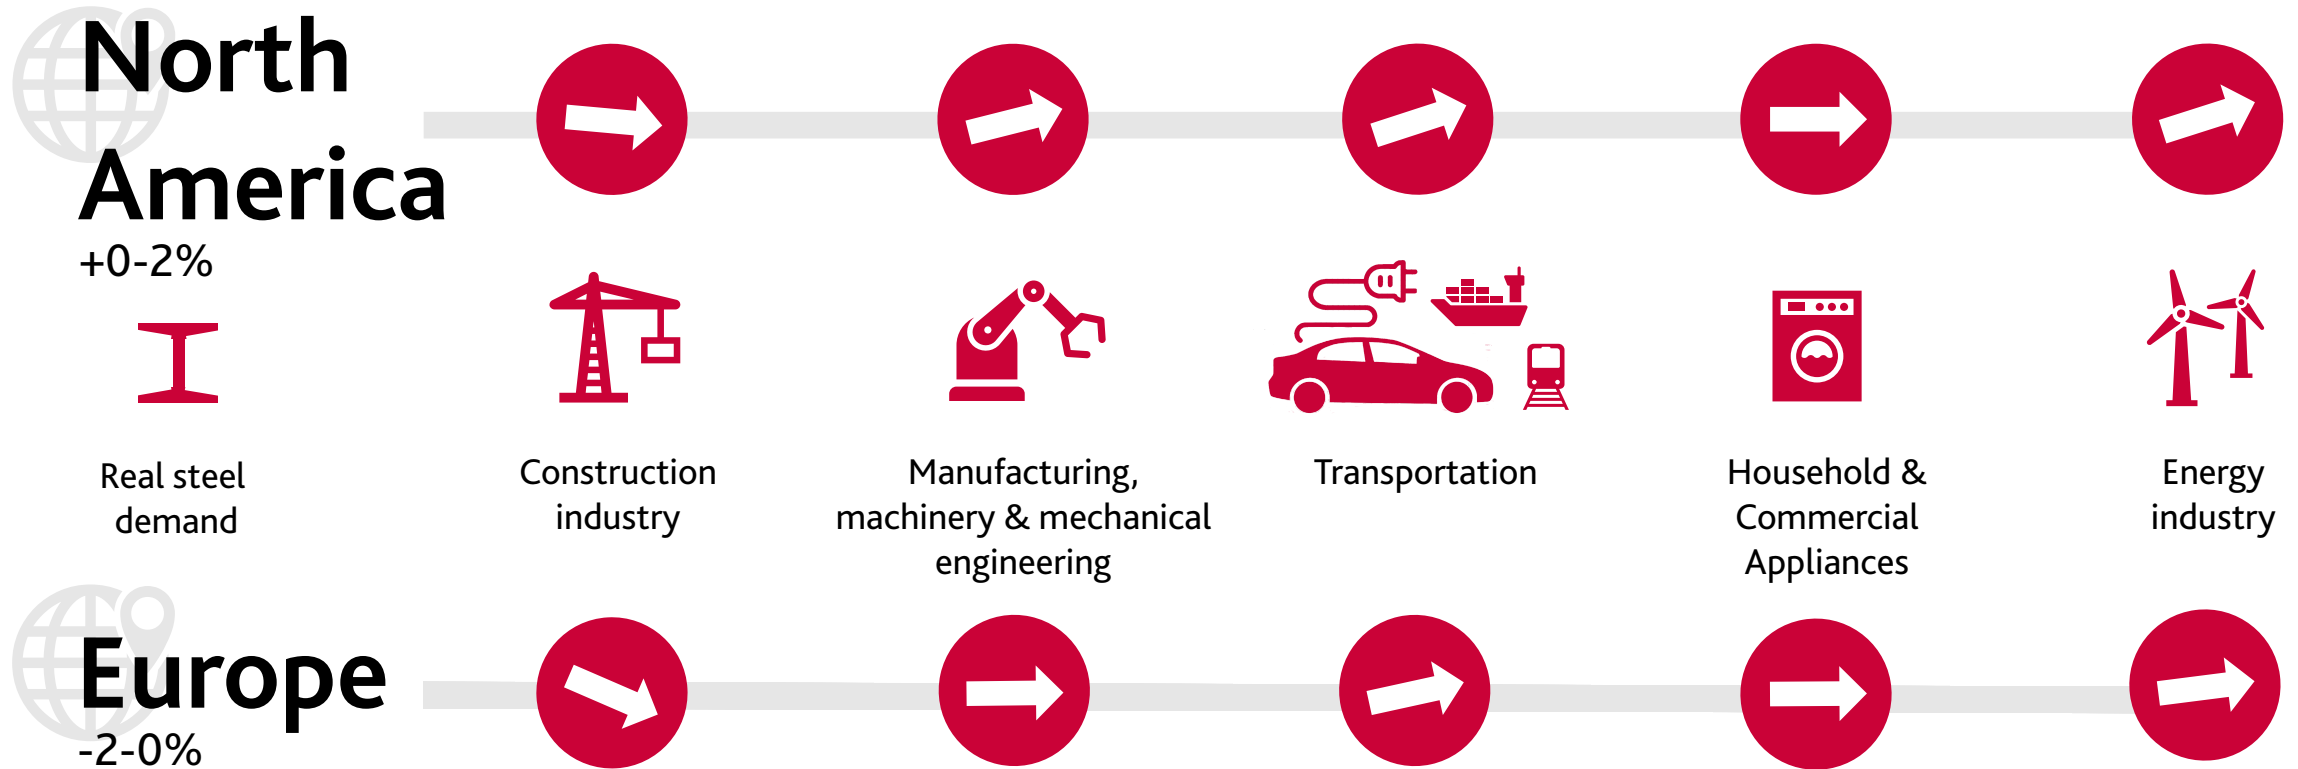 North
America
+0-2%
Real steel
demand
Construction
industry
Manufacturing,
machinery & mechanical
engineering
Transportation
Household &
Commercial
Appliances
Energy
industry
Europe
-2-0%